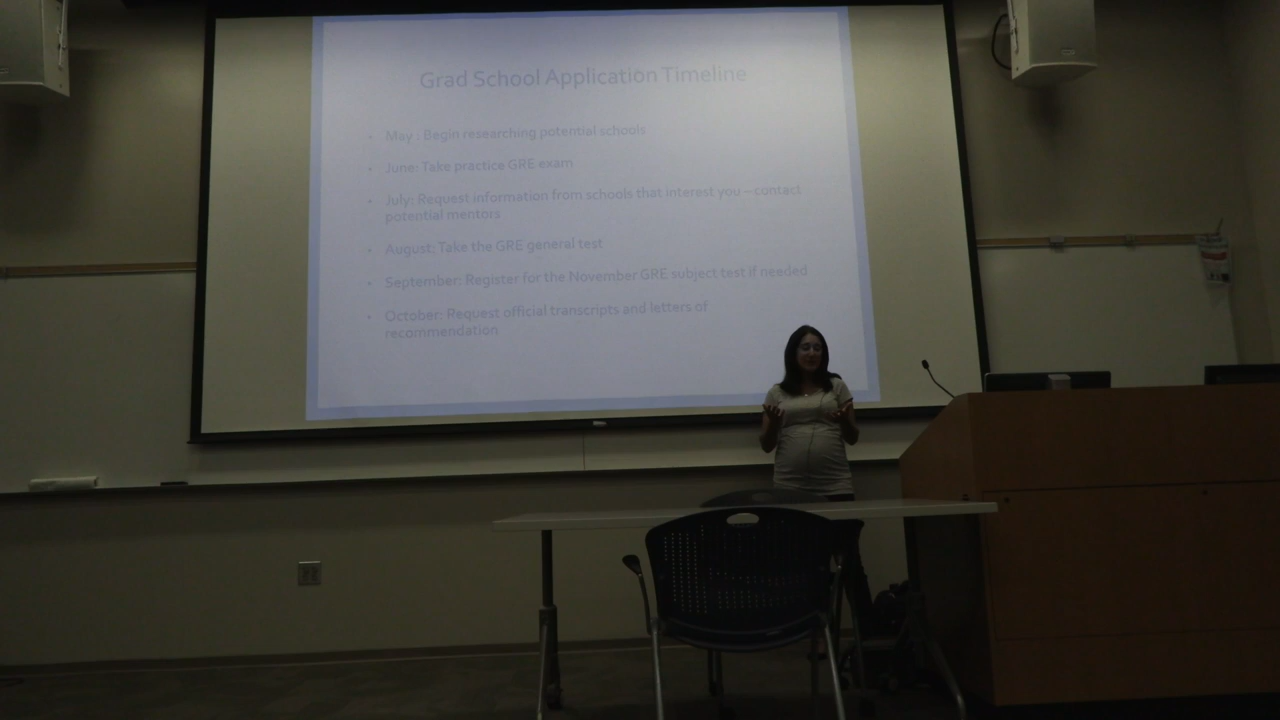 Grad School Application Timeline
• May : Begin researching potential schools
• June: Take practice GRE exam
• July: Request information from schools that interest you – contact
potential mentors
• August: Take the GRE general test
• September: Register for the November GRE subject test if needed
• October: Request official transcripts and letters of
recommendation